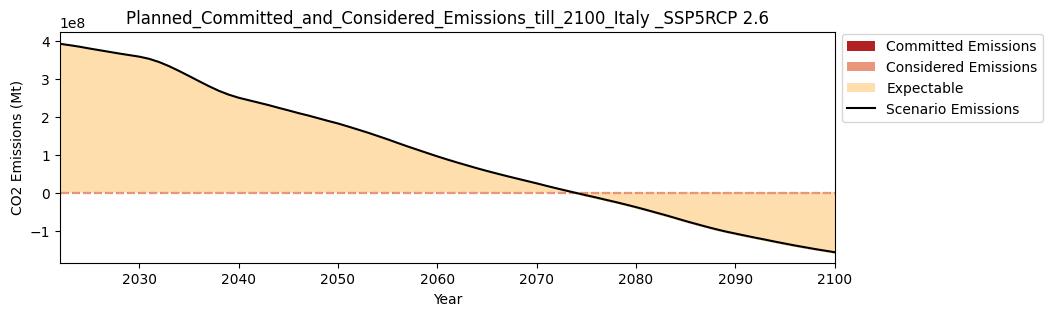 Planned_Committed_and_Considered_Emissions_till_2100_Italy _SSP5RCP 2.6
1e8
4
3
2
1
0
−1
CO2 Emissions (Mt)
2030 2040 2050 2060 2070 2080 2090 2100
Year
Committed Emissions
Considered Emissions
Expectable
Scenario Emissions